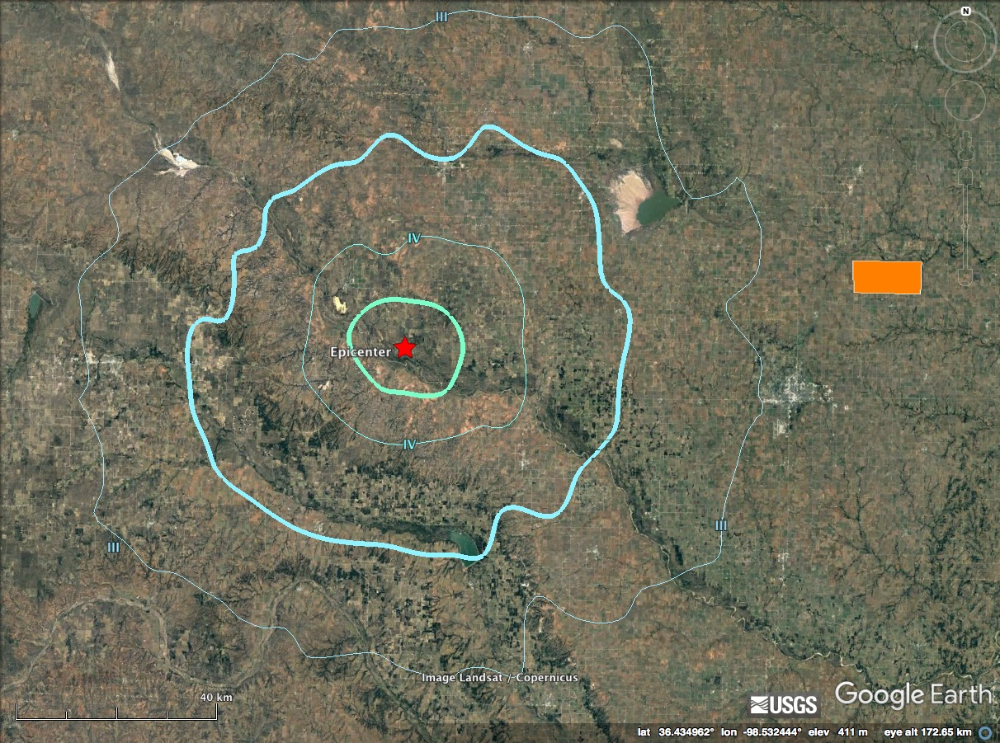 III
N
IV
Epicenter
IV
III
III
Image Landsat / Copernicus
40 km
USGS
Google Earth
lat 36.434962° lon -98.532444° elev 411 m eye alt 172.65 km